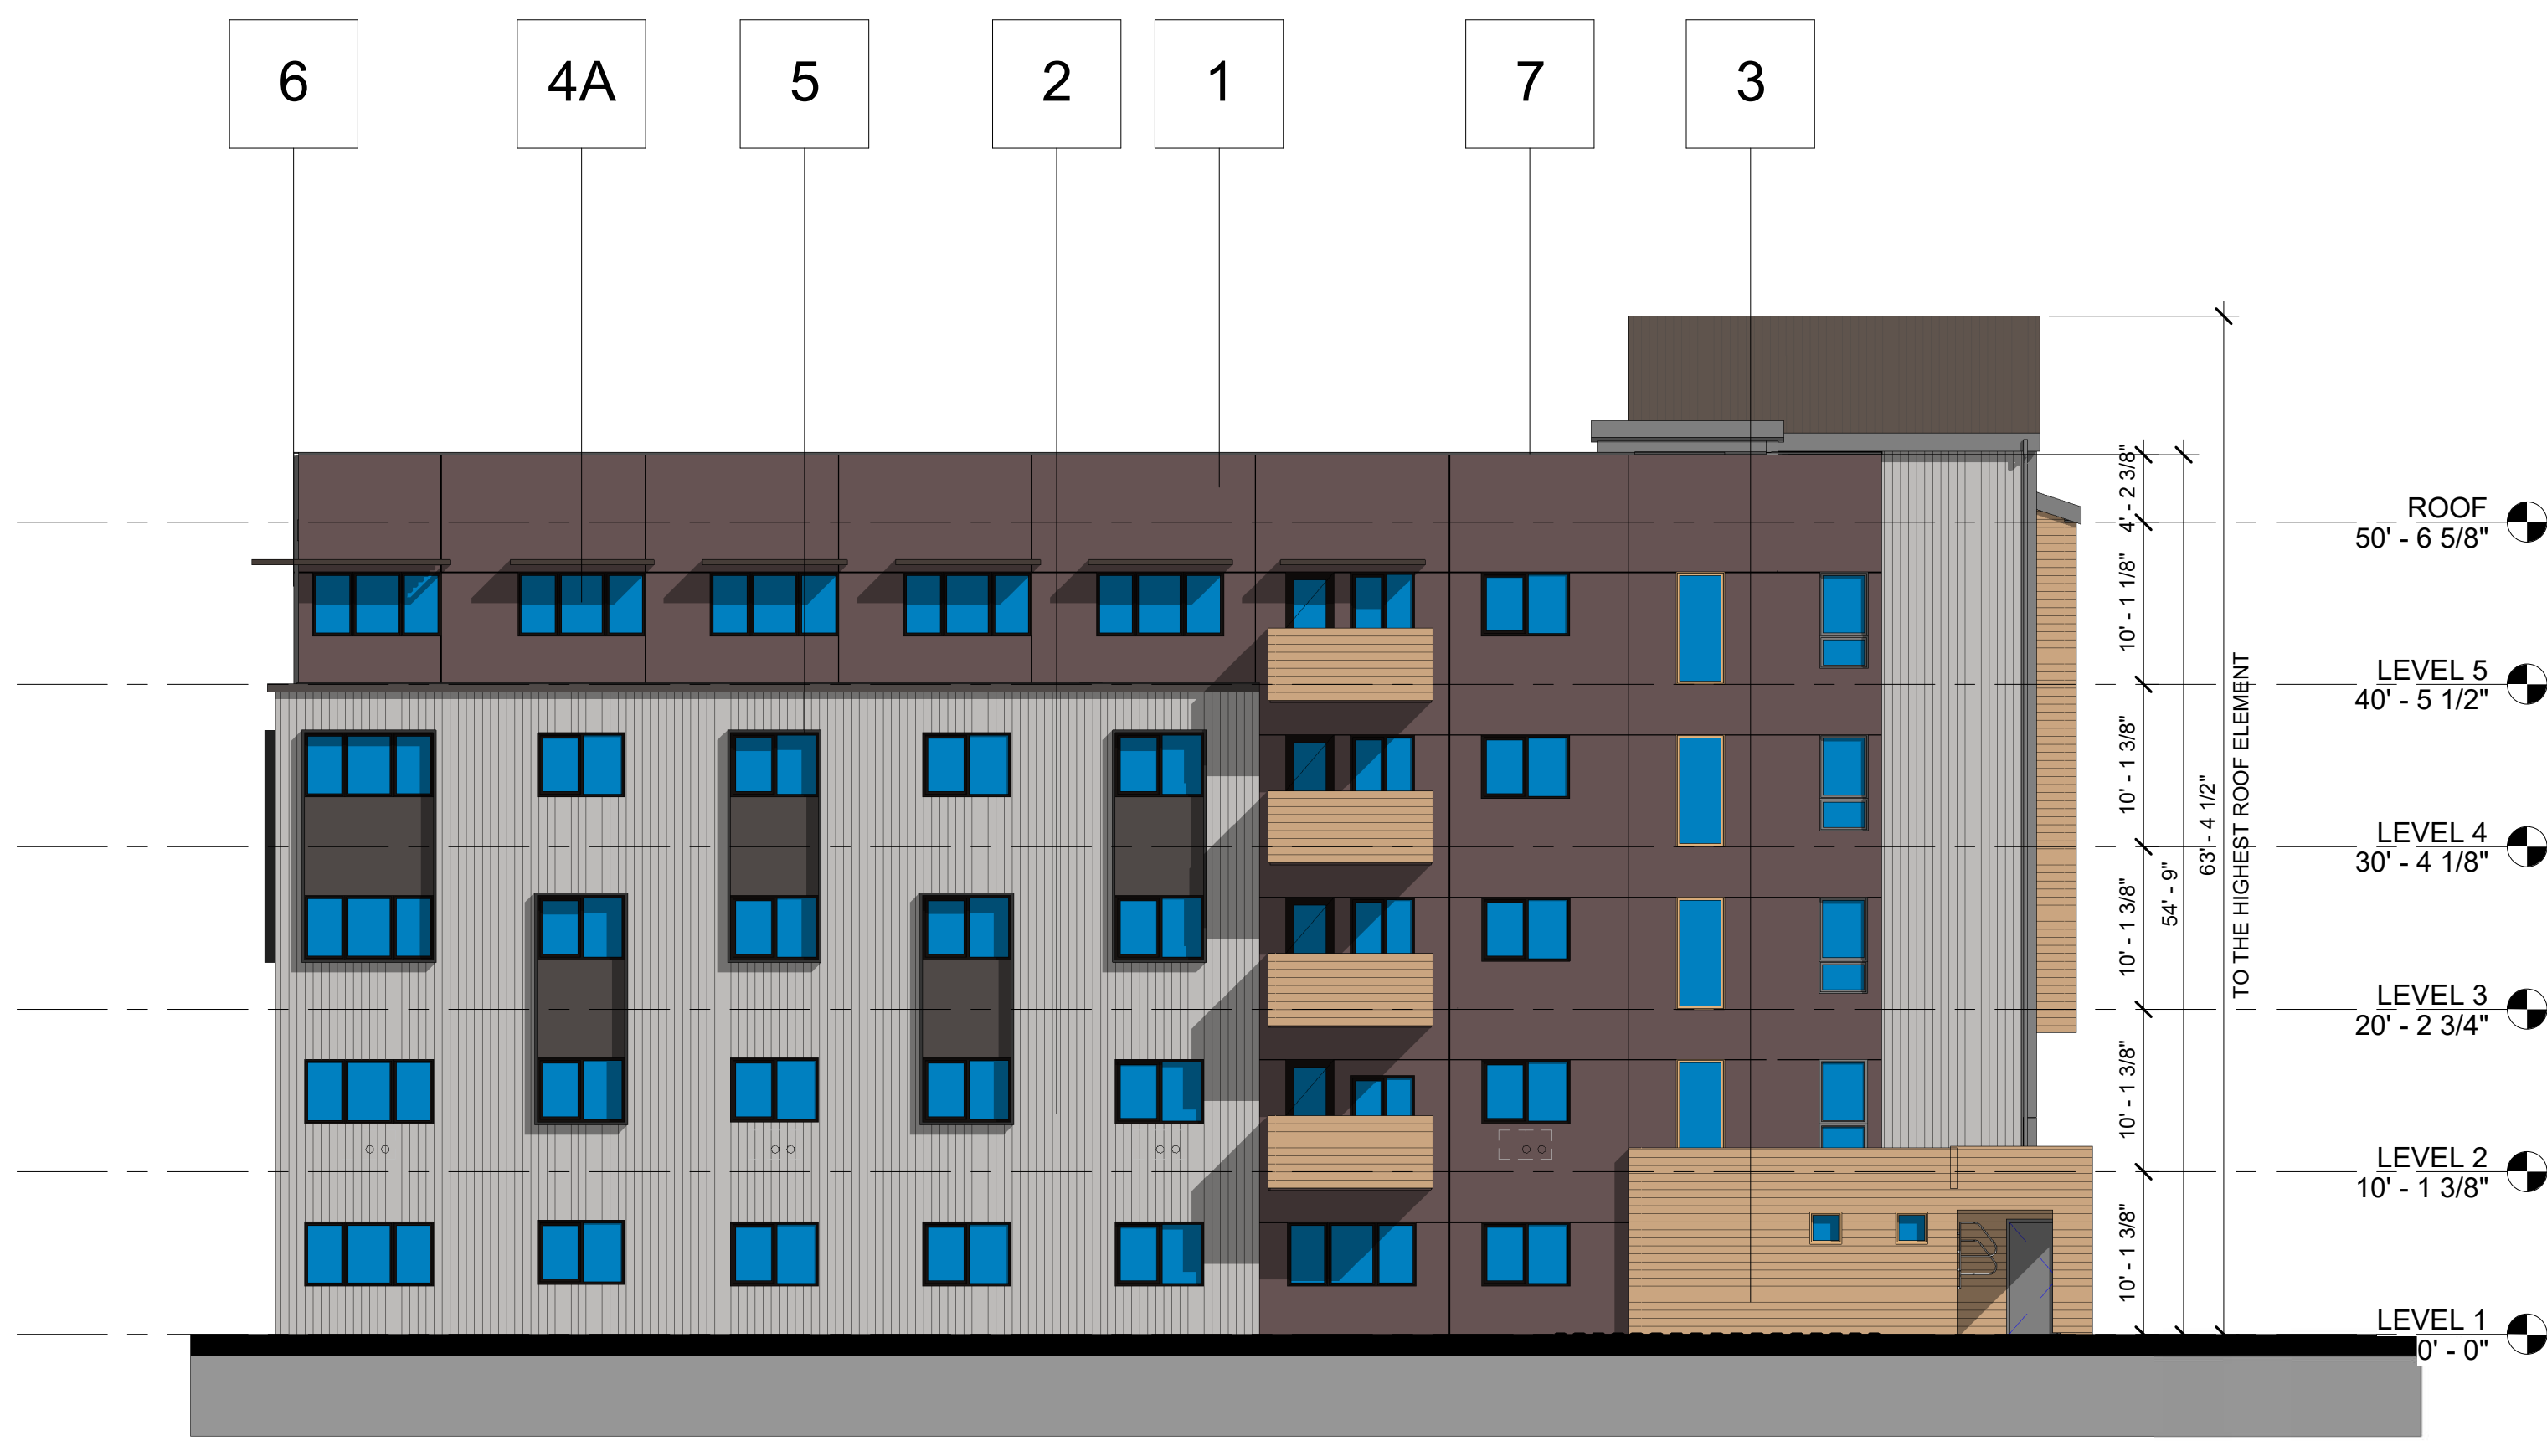 6
4A
5
2
1
7
3
4' - 2 3/8"
10' - 1 1/8"
10' - 1 3/8"
10' - 1 3/8"
10' - 1 3/8"
10' - 1 3/8"
54' - 9"
63' - 4 1/2"
TO THE HIGHEST ROOF ELEMENT
ROOF
50' - 6 5/8"
LEVEL 5
40' - 5 1/2"
LEVEL 4
30' - 4 1/8"
LEVEL 3
20' - 2 3/4"
LEVEL 2
10' - 1 3/8"
LEVEL 1
0' - 0"